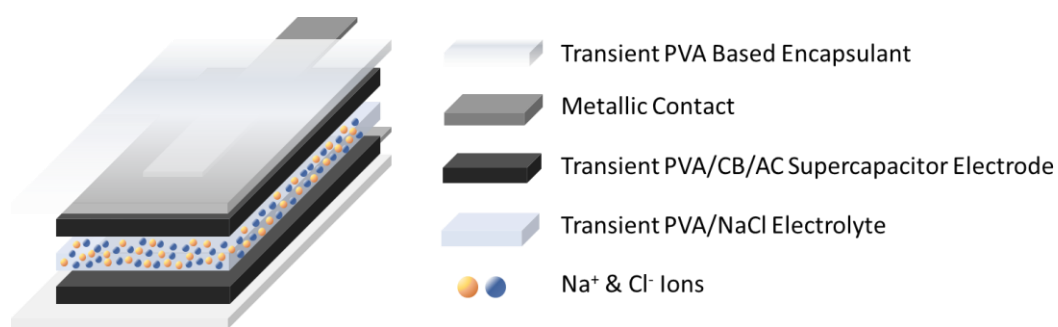 Transient PVA Based Encapsulant
Metallic Contact
Transient PVA/CB/AC Supercapacitor Electrode
Transient PVA/NaCl Electrolyte
Na⁺ & Cl⁻ Ions